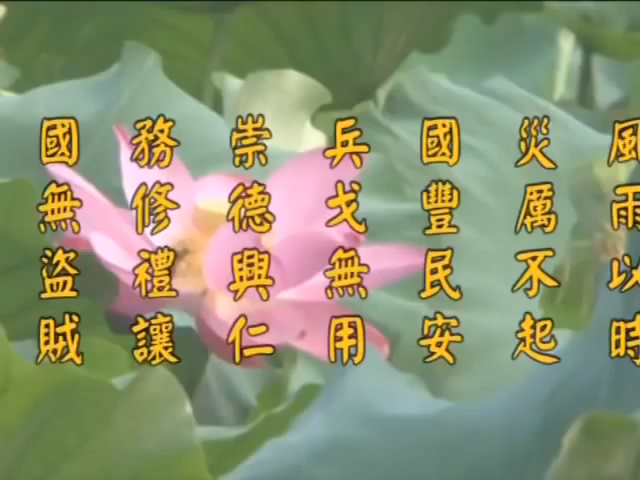 風雨以時
災厲不起
國豐民安
兵戈無用
崇德興仁
務修禮讓
國無盜賊